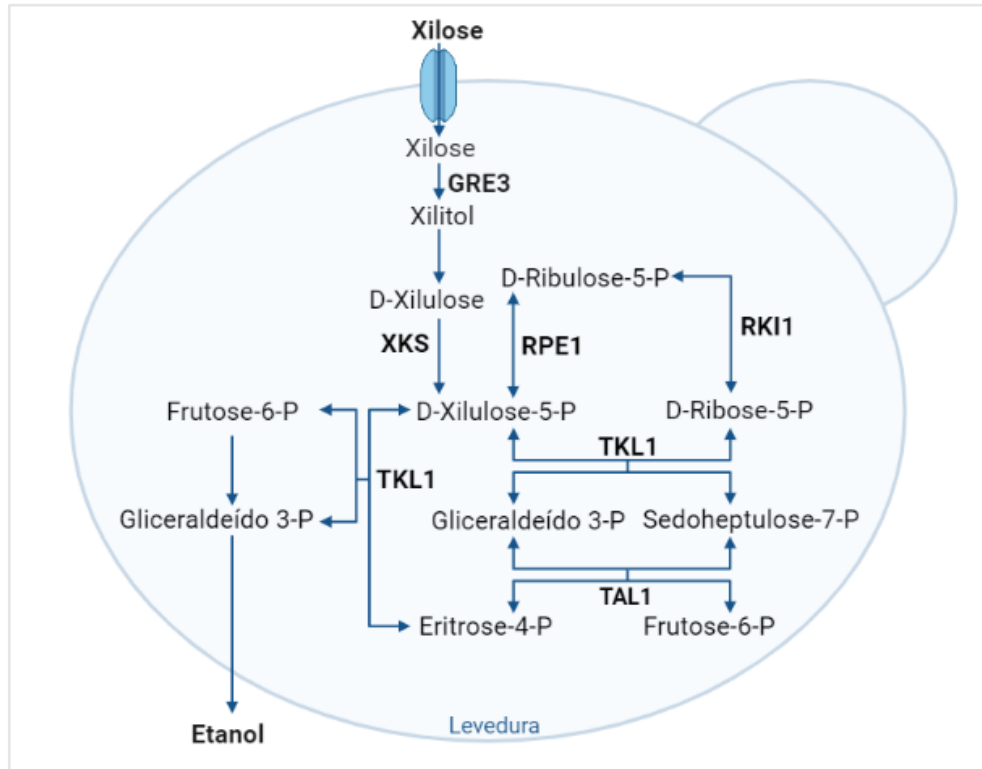 Xilose
Xilose
GRE3
Xilitol
D-Ribulose-5-P
D-Xilulose
RKI1
XKS
RPE1
Frutose-6-P
D-Xilulose-5-P
D-Ribose-5-P
TKL1
TKL1
Gliceraldeído 3-P
Gliceraldeído 3-P
Sedoheptulose-7-P
TAL1
Eritrose-4-P
Frutose-6-P
Levedura
Etanol